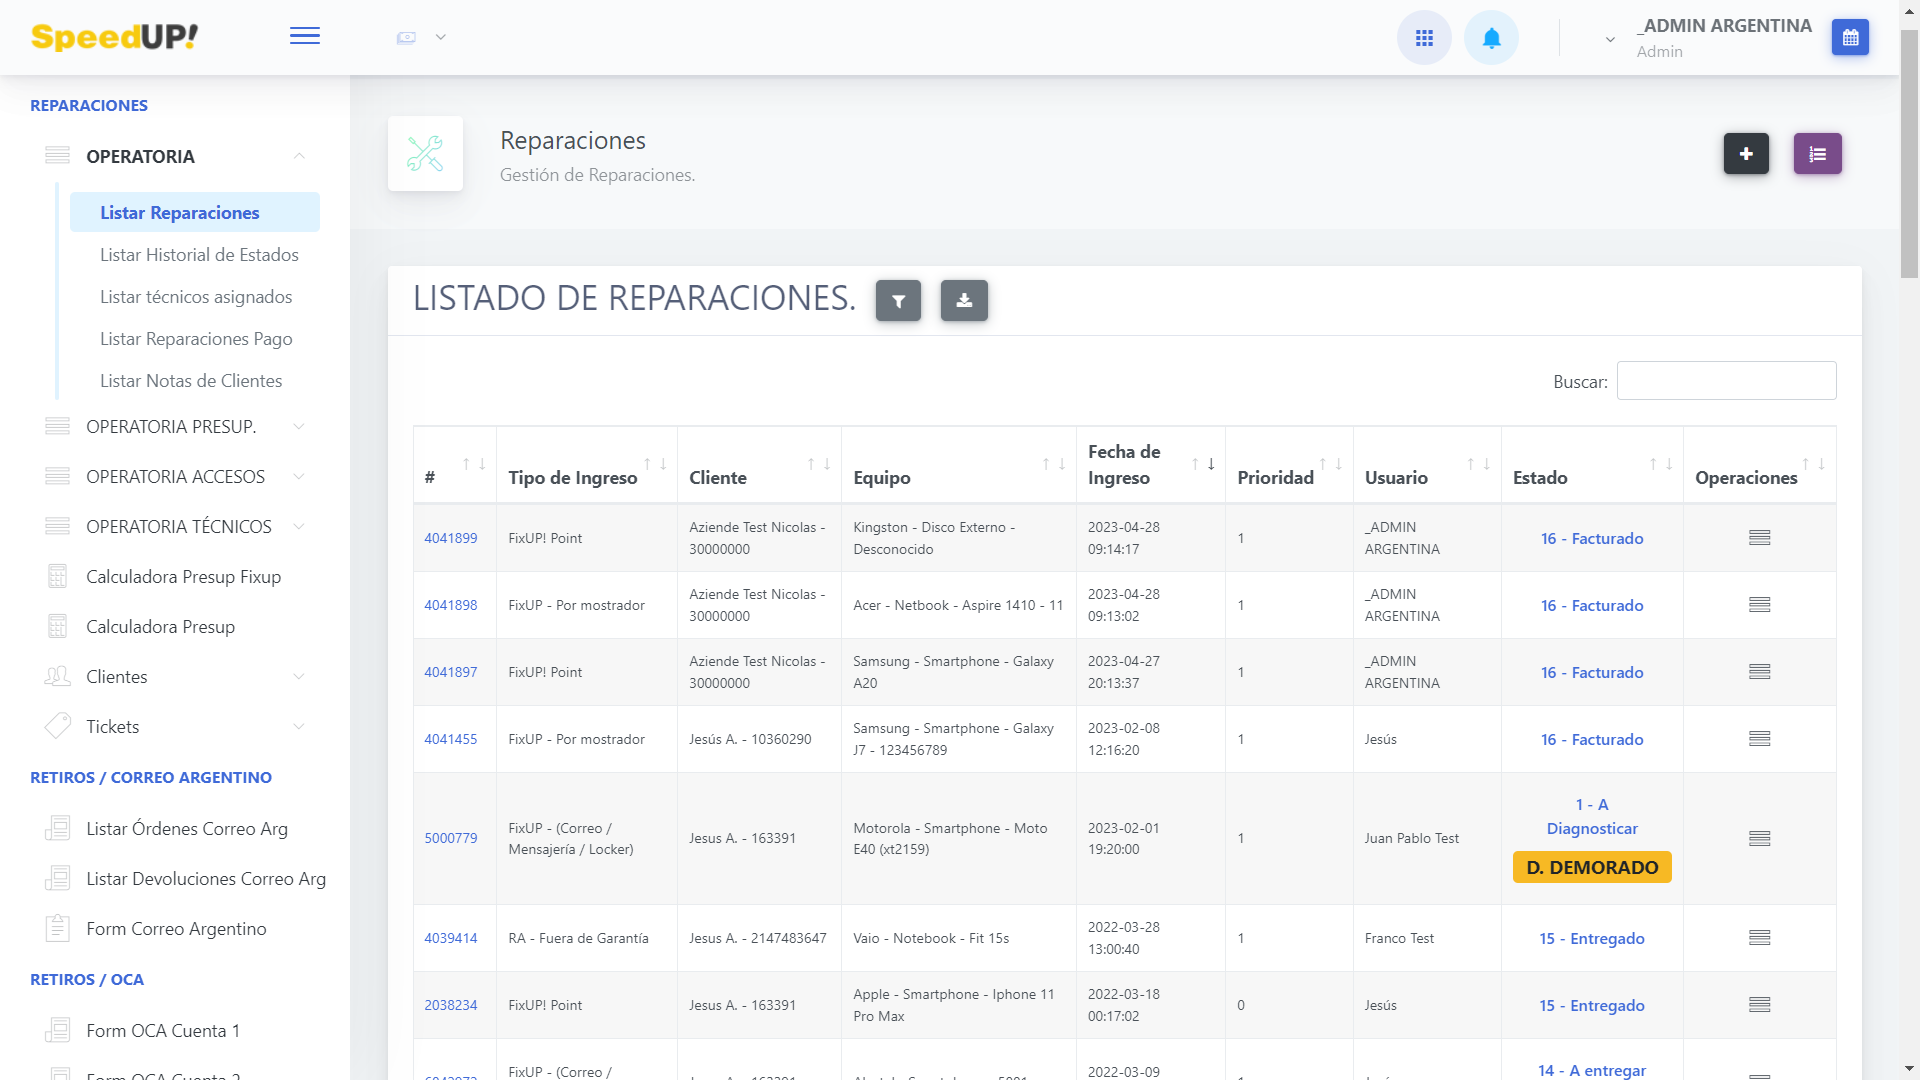 SpeedUP!
_ADMIN ARGENTINA
Admin
REPARACIONES
OPERATORIA
Listar Reparaciones
Listar Historial de Estados
Listar técnicos asignados
Listar Reparaciones Pago
Listar Notas de Clientes
OPERATORIA PRESUP.
OPERATORIA ACCESOS
OPERATORIA TÉCNICOS
Calculadora Presup Fixup
Calculadora Presup
Clientes
Tickets
RETIROS / CORREO ARGENTINO
Listar Órdenes Correo Arg
Listar Devoluciones Correo Arg
Form Correo Argentino
RETIROS / OCA
Form OCA Cuenta 1
Form OCA Cuenta 2
Reparaciones
Gestión de Reparaciones.
LISTADO DE REPARACIONES.
Buscar:
# Tipo de Ingreso Cliente Equipo Fecha de Ingreso Prioridad Usuario Estado Operaciones
4041899 FixUP! Point Aziende Test Nicolas - 30000000 Kingston - Disco Externo - Desconocido 2023-04-28 09:14:17 1 _ADMIN ARGENTINA 16 - Facturado
4041898 FixUP - Por mostrador Aziende Test Nicolas - 30000000 Acer - Netbook - Aspire 1410 - 11 2023-04-28 09:13:02 1 _ADMIN ARGENTINA 16 - Facturado
4041897 FixUP! Point Aziende Test Nicolas - 30000000 Samsung - Smartphone - Galaxy A20 2023-04-27 20:13:37 1 _ADMIN ARGENTINA 16 - Facturado
4041455 FixUP - Por mostrador Jesús A. - 10360290 Samsung - Smartphone - Galaxy J7 - 123456789 2023-02-08 12:16:20 1 Jesús 16 - Facturado
5000779 FixUP - (Correo / Mensajería / Locker) Jesus A. - 163391 Motorola - Smartphone - Moto E40 (xt2159) 2023-02-01 19:20:00 1 Juan Pablo Test 1 - A Diagnosticar D. DEMORADO
4039414 RA - Fuera de Garantía Jesus A. - 2147483647 Vaio - Notebook - Fit 15s 2022-03-28 13:00:40 1 Franco Test 15 - Entregado
2038234 FixUP! Point Jesus A. - 163391 Apple - Smartphone - Iphone 11 Pro Max 2022-03-18 00:17:02 0 Jesús 15 - Entregado
FixUP - (Correo / 2022-03-09 14 - A entregar